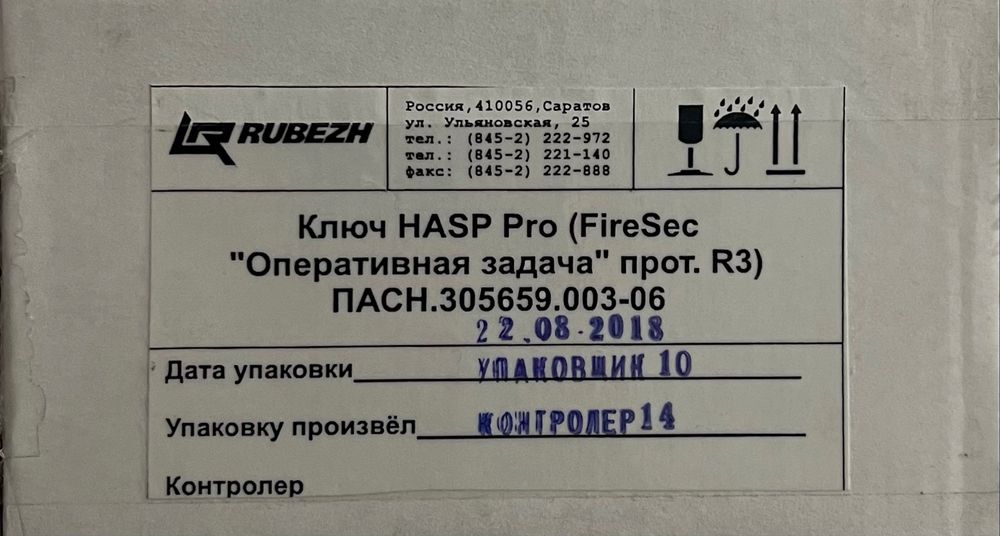 RUBEZH
Россия,410056,Саратов
ул. Ульяновская, 25
тел.: (845-2) 222-972
тел.: (845-2) 221-140
факс: (845-2) 222-888
Ключ HASP Pro (FireSec
"Оперативная задача" прот. R3)
ПАСН.305659.003-06
22.08.2018
Дата упаковки УПАКОВЩИК 10
Упаковку произвёл КОНТРОЛЕР 14
Контролер